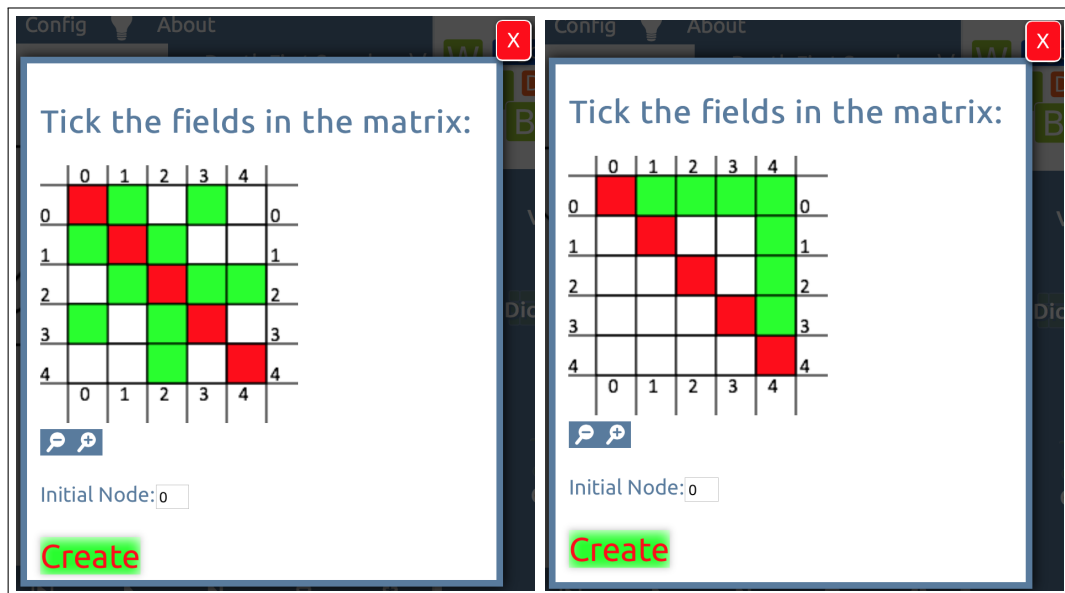 Config About
X
Tick the fields in the matrix:
0 1 2 3 4
0 0
1 1
2 2
3 3
4 4
0 1 2 3 4
Initial Node: 0
Create
Config About
X
Tick the fields in the matrix:
0 1 2 3 4
0 0
1 1
2 2
3 3
4 4
0 1 2 3 4
Initial Node: 0
Create
W
D
B
Dic
W
D
B
Dic